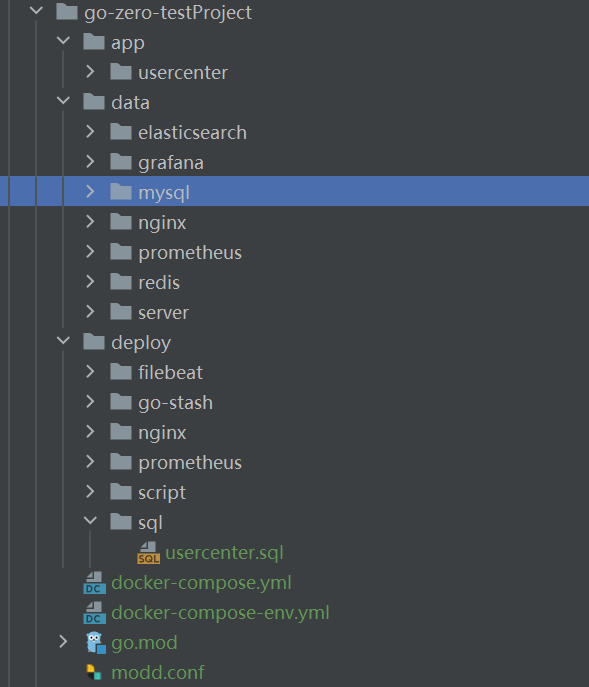 go-zero-testProject
app
usercenter
data
elasticsearch
grafana
mysql
nginx
prometheus
redis
server
deploy
filebeat
go-stash
nginx
prometheus
script
sql
SQL usercenter.sql
DC docker-compose.yml
DC docker-compose-env.yml
go.mod
modd.conf